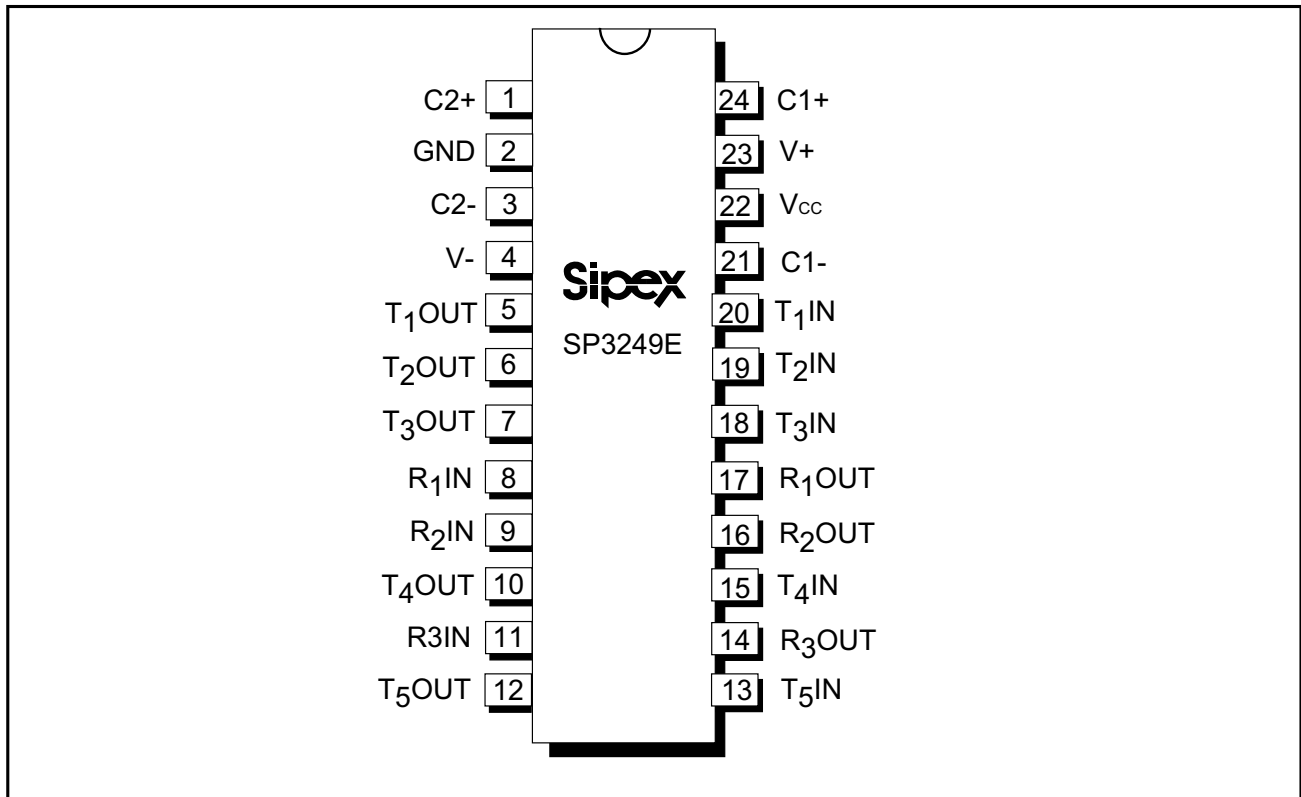 C2+ 1 24 C1+
GND 2 23 V+
C2- 3 22 Vcc
V- 4 21 C1-
Sipex
T1OUT 5 20 T1IN
SP3249E
T2OUT 6 19 T2IN
T3OUT 7 18 T3IN
R1IN 8 17 R1OUT
R2IN 9 16 R2OUT
T4OUT 10 15 T4IN
R3IN 11 14 R3OUT
T5OUT 12 13 T5IN